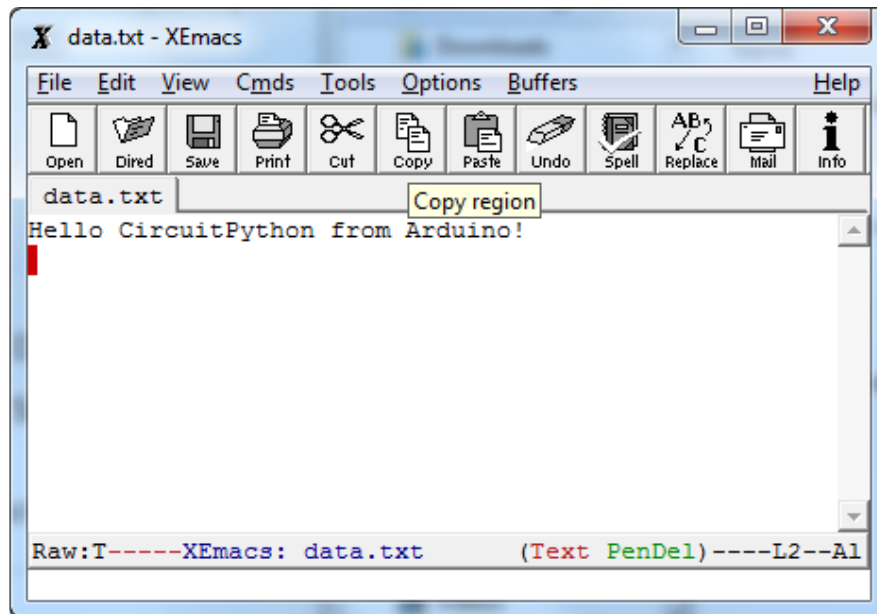 data.txt - XEmacs
File Edit View Cmds Tools Options Buffers Help
Open Dired Save Print Cut Copy Paste Undo Spell Replace Mail Info
data.txt
Copy region
Hello CircuitPython from Arduino!
Raw:T-----XEmacs: data.txt (Text PenDel)----L2--Al